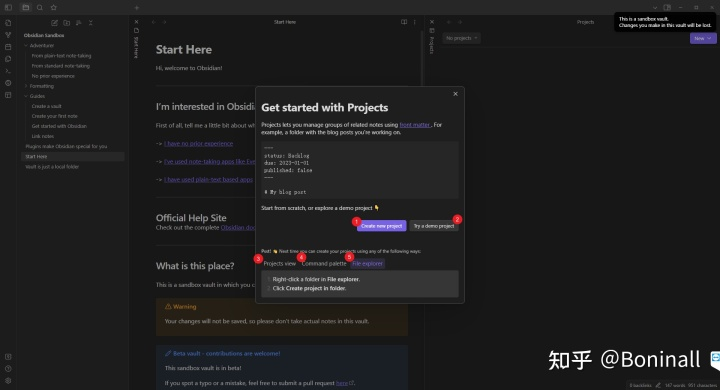 This is a sandbox vault.
Changes you make in this vault will be lost.
Start Here
Projects
Obsidian Sandbox
Adventurer
From plain-text note-taking
From standard note-taking
No prior experience
Formatting
Guides
Create a vault
Create your first note
Get started with Obsidian
Link notes
Plugins make Obsidian special for you
Start Here
Vault is just a local folder
Start Here
Start Here
Hi, welcome to Obsidian!
I'm interested in Obsidi
First of all, tell me a little bit about wh
-> I have no prior experience
-> I've used note-taking apps like Eve
-> I have used plain-text based apps
Official Help Site
Check out the complete Obsidian do
What is this place?
This is a sandbox vault in which you c
Warning
Your changes will not be saved, so please don't take actual notes in this vault.
Beta vault - contributions are welcome!
This sandbox vault is in beta!
If you spot a typo or a mistake, feel free to submit a pull request here
Projects
No projects
New
Get started with Projects
Projects lets you manage groups of related notes using front matter. For
example, a folder with the blog posts you're working on.
---
status: Backlog
due: 2023-01-01
published: false
---
# My blog post
Start from scratch, or explore a demo project 👇
1 Create new project
2 Try a demo project
Psst! 👋 Next time you can create your projects using any of the following ways:
3 Projects view
4 Command palette
5 File explorer
Right-click a folder in File explorer.
Click Create project in folder.
0 backlinks
147 words
851 characters
知乎 @Boninall